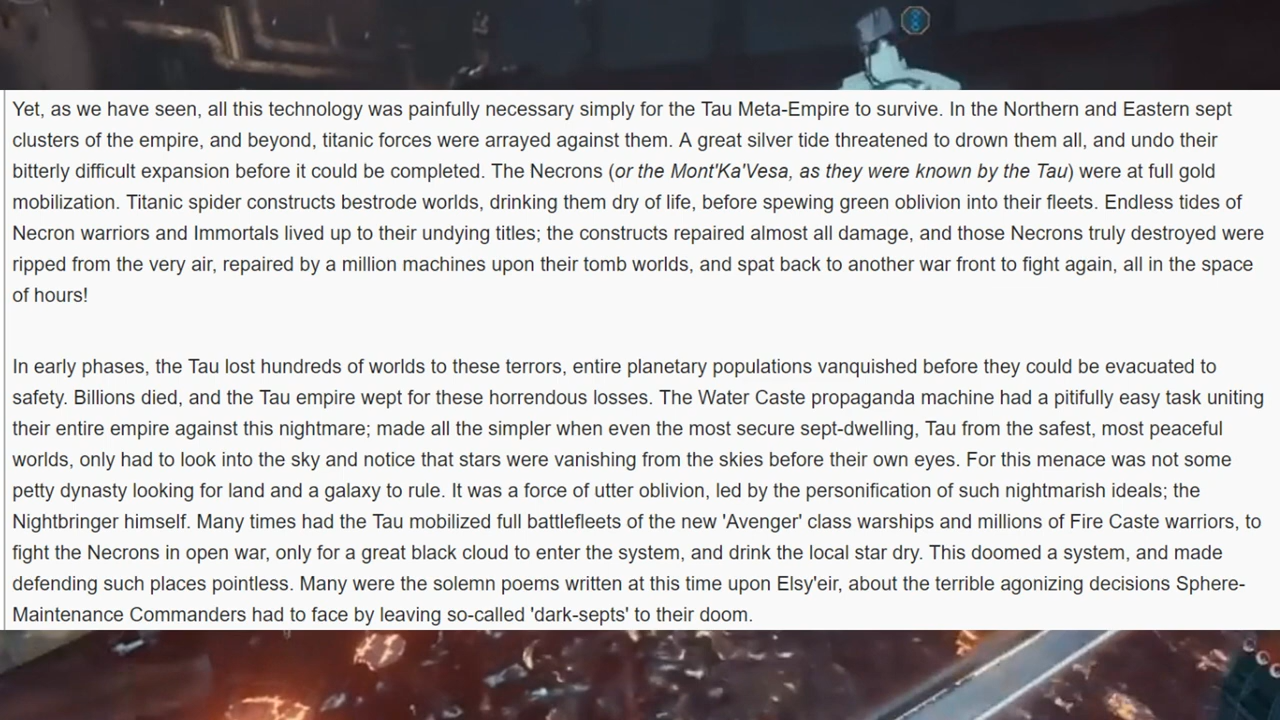 Yet, as we have seen, all this technology was painfully necessary simply for the Tau Meta-Empire to survive. In the Northern and Eastern sept
clusters of the empire, and beyond, titanic forces were arrayed against them. A great silver tide threatened to drown them all, and undo their
bitterly difficult expansion before it could be completed. The Necrons (or the Mont'Ka'Vesa, as they were known by the Tau) were at full gold
mobilization. Titanic spider constructs bestrode worlds, drinking them dry of life, before spewing green oblivion into their fleets. Endless tides of
Necron warriors and Immortals lived up to their undying titles; the constructs repaired almost all damage, and those Necrons truly destroyed were
ripped from the very air, repaired by a million machines upon their tomb worlds, and spat back to another war front to fight again, all in the space
of hours!
In early phases, the Tau lost hundreds of worlds to these terrors, entire planetary populations vanquished before they could be evacuated to
safety. Billions died, and the Tau empire wept for these horrendous losses. The Water Caste propaganda machine had a pitifully easy task uniting
their entire empire against this nightmare; made all the simpler when even the most secure sept-dwelling, Tau from the safest, most peaceful
worlds, only had to look into the sky and notice that stars were vanishing from the skies before their own eyes. For this menace was not some
petty dynasty looking for land and a galaxy to rule. It was a force of utter oblivion, led by the personification of such nightmarish ideals; the
Nightbringer himself. Many times had the Tau mobilized full battlefleets of the new 'Avenger' class warships and millions of Fire Caste warriors, to
fight the Necrons in open war, only for a great black cloud to enter the system, and drink the local star dry. This doomed a system, and made
defending such places pointless. Many were the solemn poems written at this time upon Elsy'eir, about the terrible agonizing decisions Sphere-
Maintenance Commanders had to face by leaving so-called 'dark-septs' to their doom.